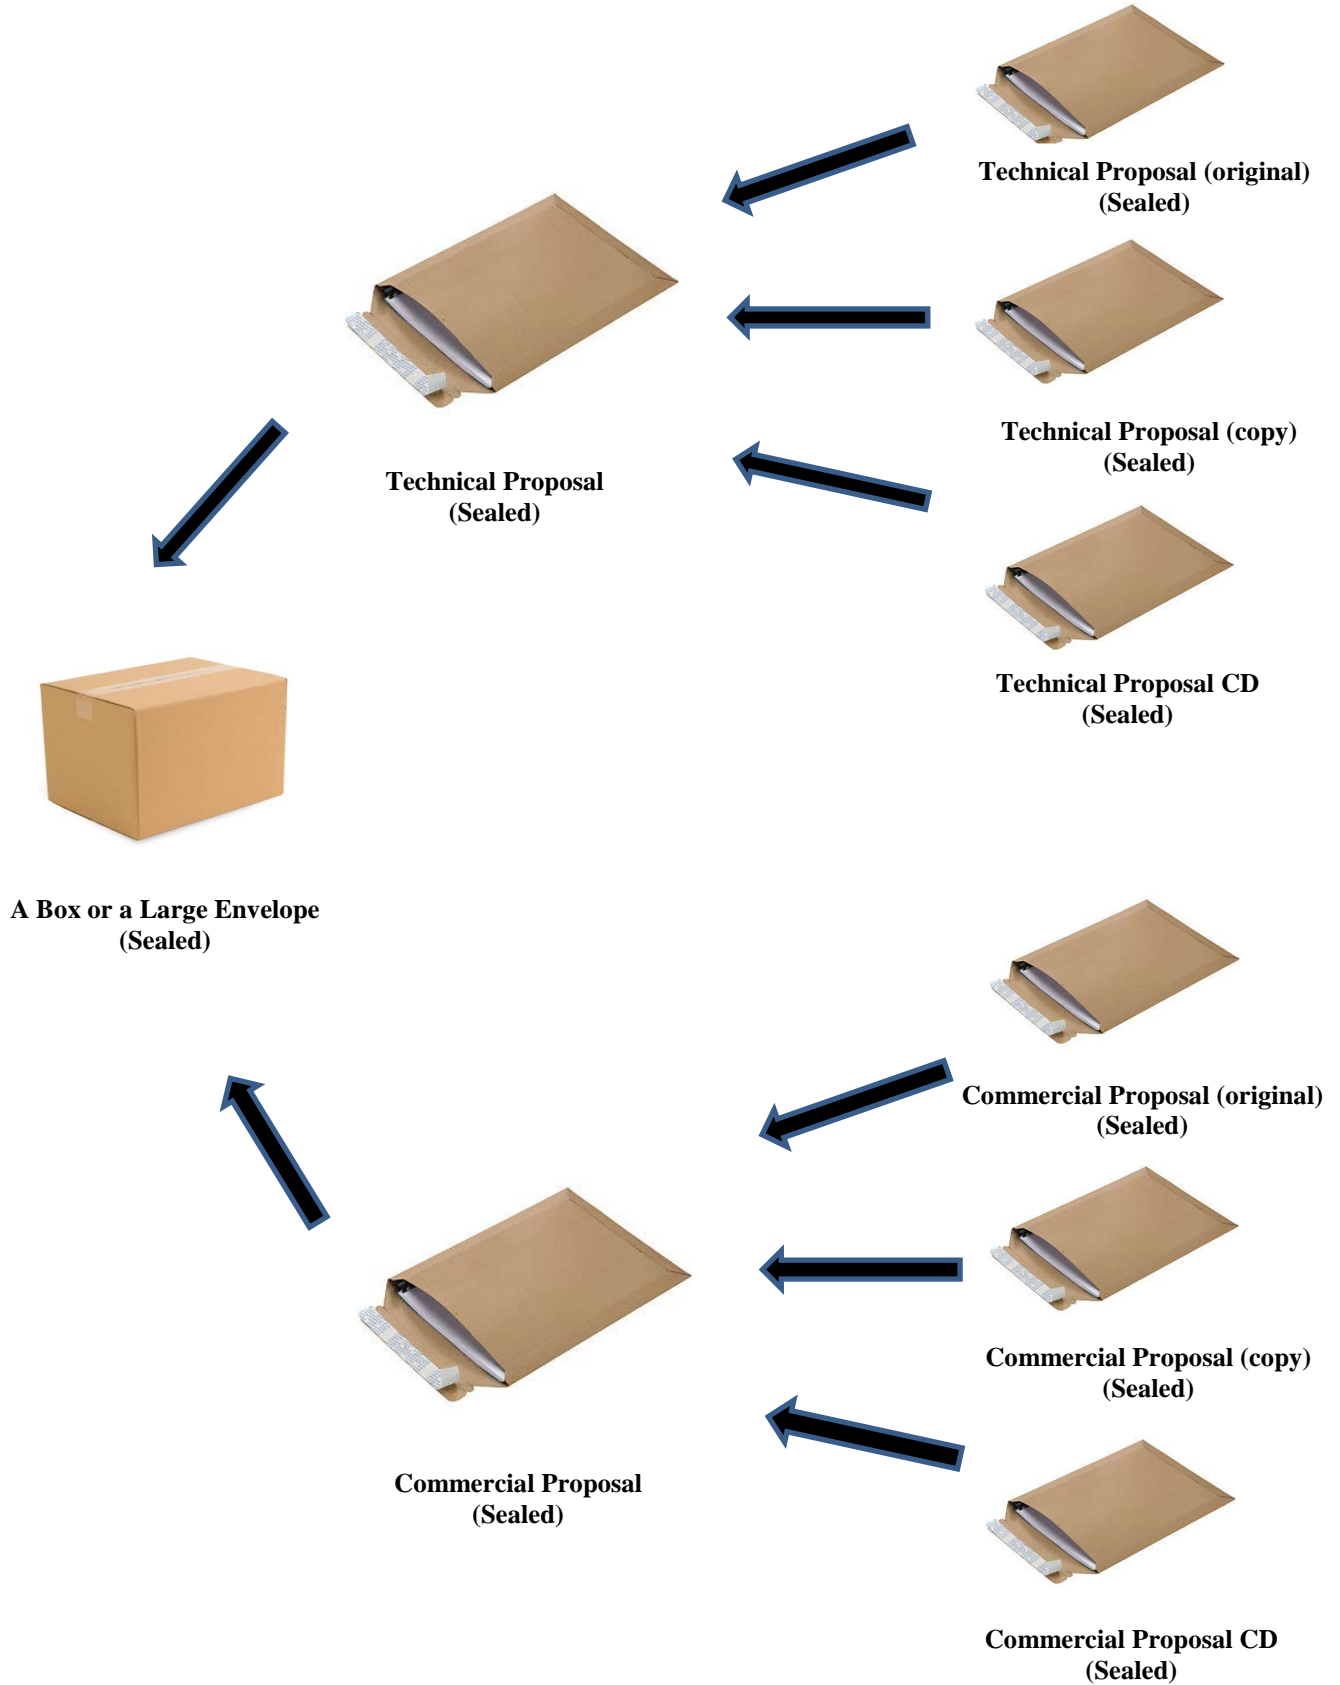 Technical Proposal (original)
(Sealed)
Technical Proposal (copy)
(Sealed)
Technical Proposal
(Sealed)
Technical Proposal CD
(Sealed)
A Box or a Large Envelope
(Sealed)
Commercial Proposal (original)
(Sealed)
Commercial Proposal (copy)
(Sealed)
Commercial Proposal
(Sealed)
Commercial Proposal CD
(Sealed)